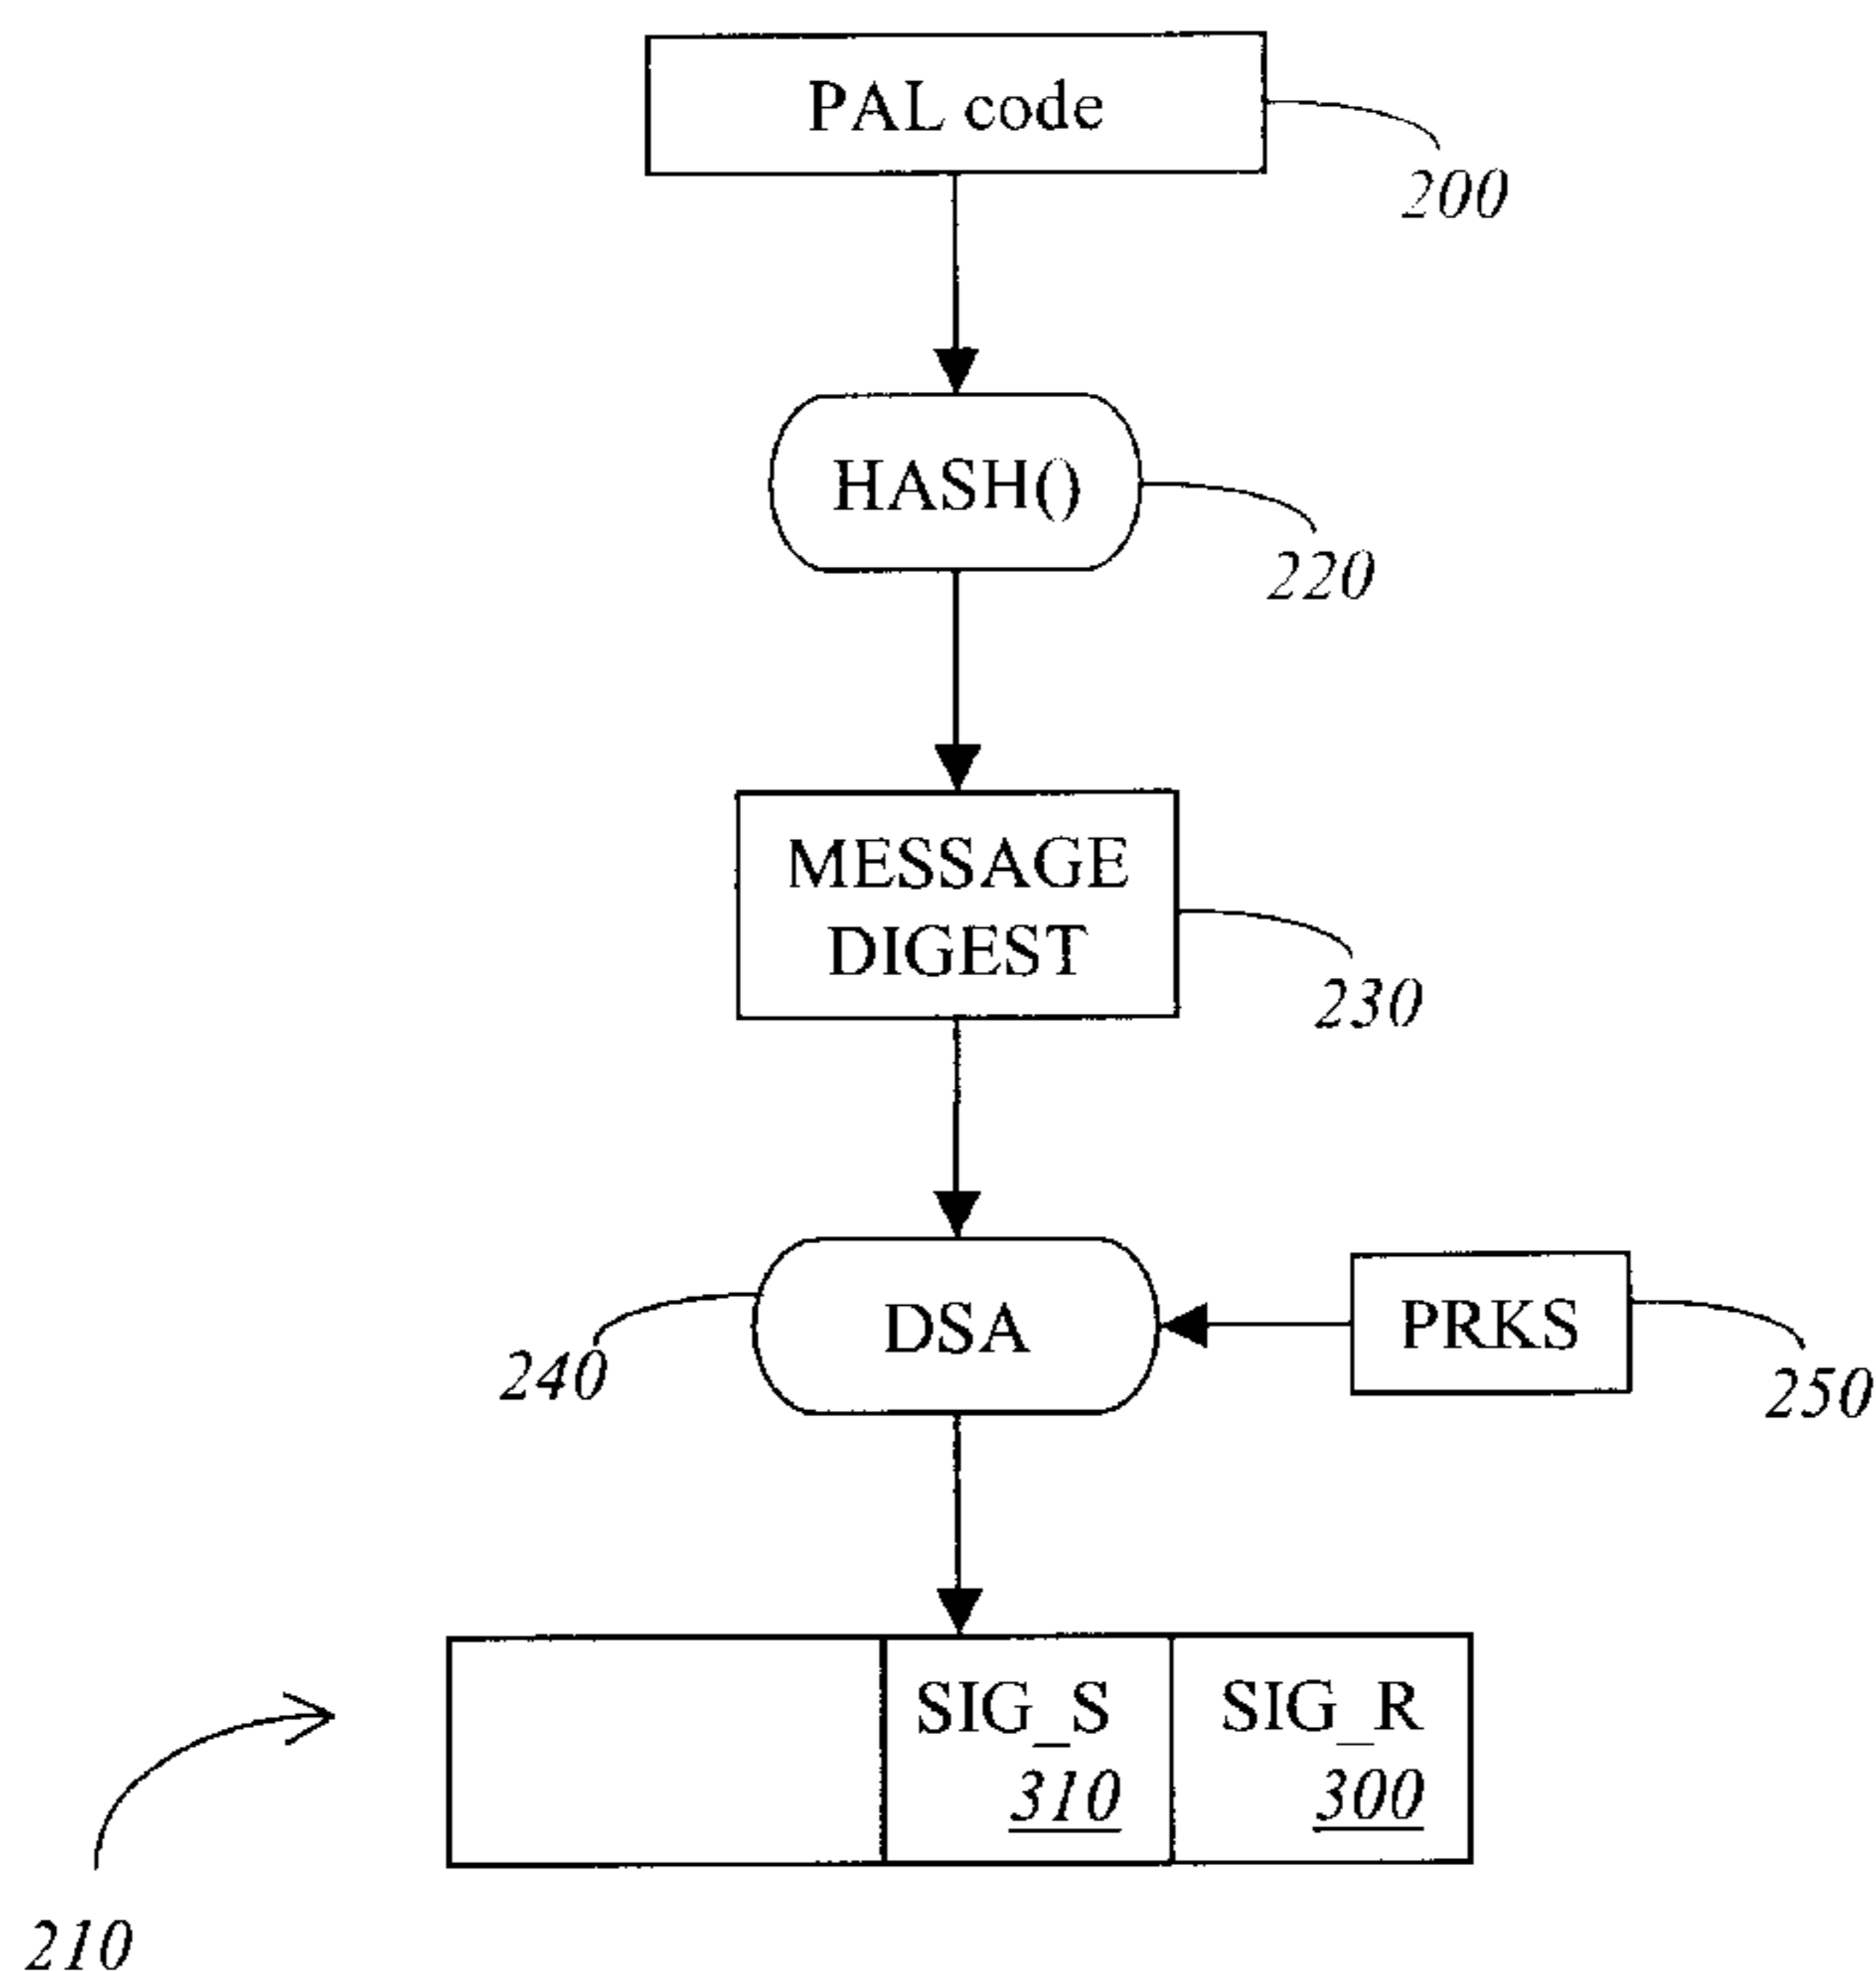 PAL code
200
HASH()
220
MESSAGE
DIGEST
230
DSA
240
PRKS
250
SIG_S
310
SIG_R
300
210